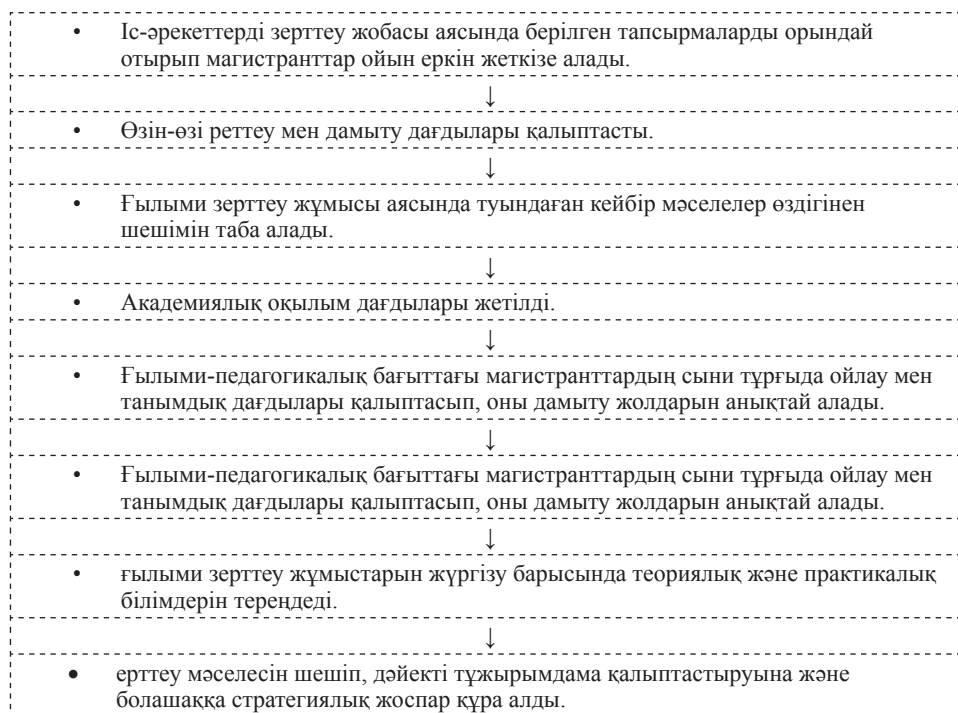 • Іс-әрекеттерді зерттеу жобасы аясында берілген тапсырмаларды орындай
отырып магистранттар ойын еркін жеткізе алады.
↓
• Өзін-өзі реттеу мен дамыту дағдылары қалыптасты.
↓
• Ғылыми зерттеу жұмысы аясында туындаған кейбір мәселелер өздігінен
шешімін таба алады.
↓
• Академиялық оқылым дағдылары жетілді.
↓
• Ғылыми-педагогикалық бағыттағы магистранттардың сыни тұрғыда ойлау мен
танымдық дағдылары қалыптасып, оны дамыту жолдарын анықтай алады.
↓
• Ғылыми-педагогикалық бағыттағы магистранттардың сыни тұрғыда ойлау мен
танымдық дағдылары қалыптасып, оны дамыту жолдарын анықтай алады.
↓
• ғылыми зерттеу жұмыстарын жүргізу барысында теориялық және практикалық
білімдерін тереңдеді.
↓
• ерттеу мәселесін шешіп, дәйекті тұжырымдама қалыптастыруына және
болашаққа стратегиялық жоспар құра алды.